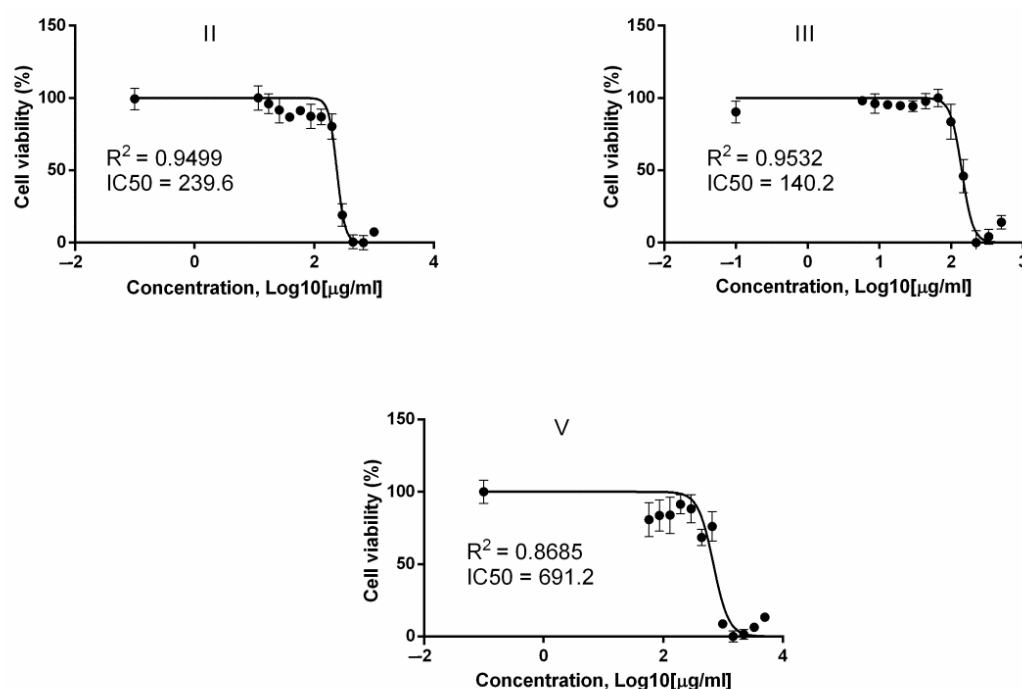 II
150
100
50
0
Cell viability (%)
R² = 0.9499
IC50 = 239.6
–2 0 2 4
Concentration, Log10[μg/ml]
III
150
100
50
0
Cell viability (%)
R² = 0.9532
IC50 = 140.2
–2 –1 0 1 2 3
Concentration, Log10[μg/ml]
V
150
100
50
0
Cell viability (%)
R² = 0.8685
IC50 = 691.2
–2 0 2 4
Concentration, Log10[μg/ml]